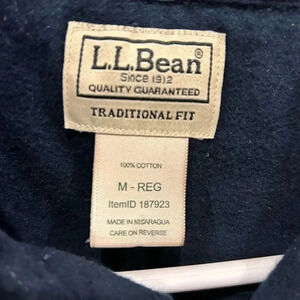 L.L.Bean
Since 1912
QUALITY GUARANTEED
TRADITIONAL FIT
100% COTTON
M - REG
ItemID 187923
MADE IN NICARAGUA
CARE ON REVERSE